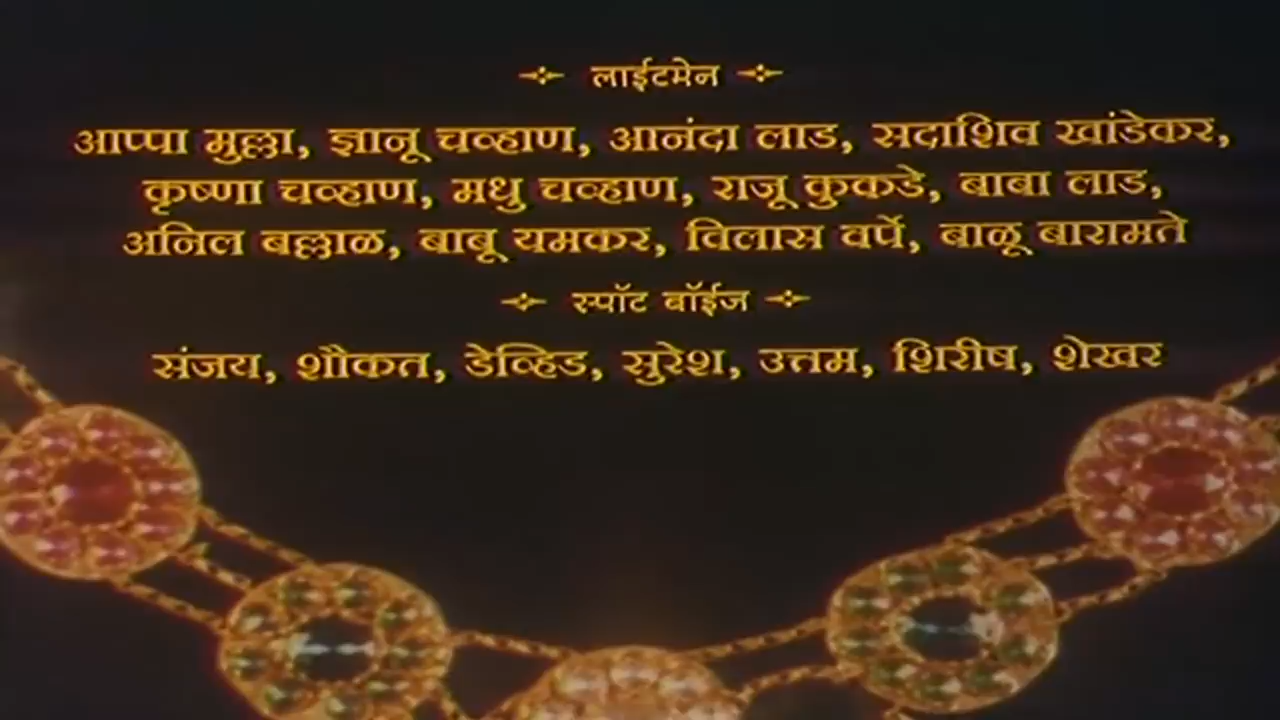 लाईटमेन
आप्पा मुल्ला, ज्ञानू चव्हाण, आनंदा लाड, सदाशिव खांडेकर,
कृष्णा चव्हाण, मधु चव्हाण, राजू कुकडे, बाबा लाड,
अनिल बल्लाळ, बाबू यमकर, विलास वर्पे, बाळू बारामते
स्पॉट बॉईज
संजय, शौकत, डेव्हिड, सुरेश, उत्तम, शिरीष, शेखर